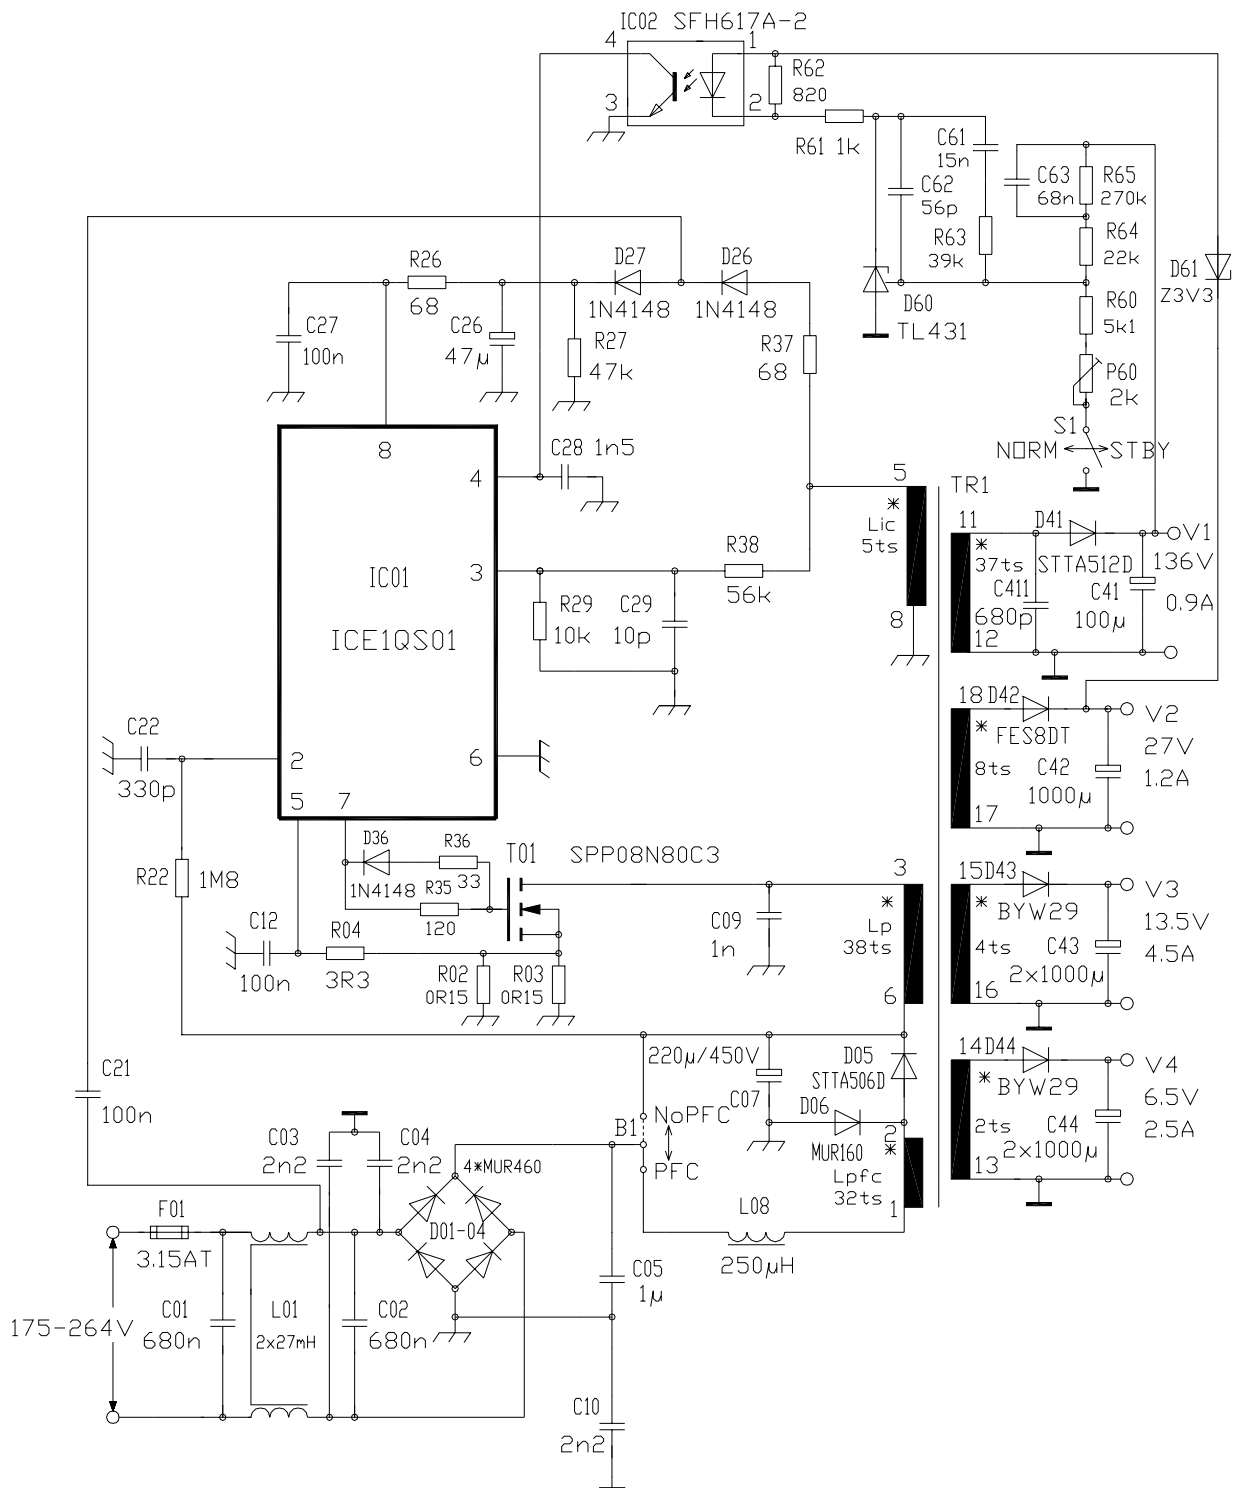 IC02 SFH617A-2
4
1
3
2
R62
820
R61 1k
C61
15n
C62
56p
R63
39k
C63
68n
R65
270k
R64
22k
D61
Z3V3
D60
TL431
R60
5k1
P60
2k
S1
NORM
STBY
R26
68
D27
1N4148
D26
1N4148
C27
100n
C26
47µ
R27
47k
R37
68
8
4
C28 1n5
IC01
ICE1QS01
3
R38
56k
R29
10k
C29
10p
5
*
Lic
5ts
8
TR1
11
*
37ts
12
D41
STTA512D
C411
680p
C41
100µ
V1
136V
0.9A
C22
330p
2
6
5
7
18
D42
*
FES8DT
8ts
C42
1000µ
17
V2
27V
1.2A
R22
1M8
D36
1N4148
R36
33
R35
120
T01
SPP08N80C3
C12
100n
R04
3R3
R02
0R15
R03
0R15
C09
1n
3
*
Lp
38ts
6
15
D43
*
BYW29
4ts
C43
2x1000µ
16
V3
13.5V
4.5A
C21
100n
220µ/450V
C07
D05
STTA506D
D06
MUR160
NoPFC
B1
PFC
2
*
Lpfc
32ts
1
14
D44
*
BYW29
2ts
C44
2x1000µ
13
V4
6.5V
2.5A
C03
2n2
C04
2n2
4*MUR460
D01-04
F01
3.15AT
L08
250µH
C05
1µ
175-264V
C01
680n
L01
2x27mH
C02
680n
C10
2n2